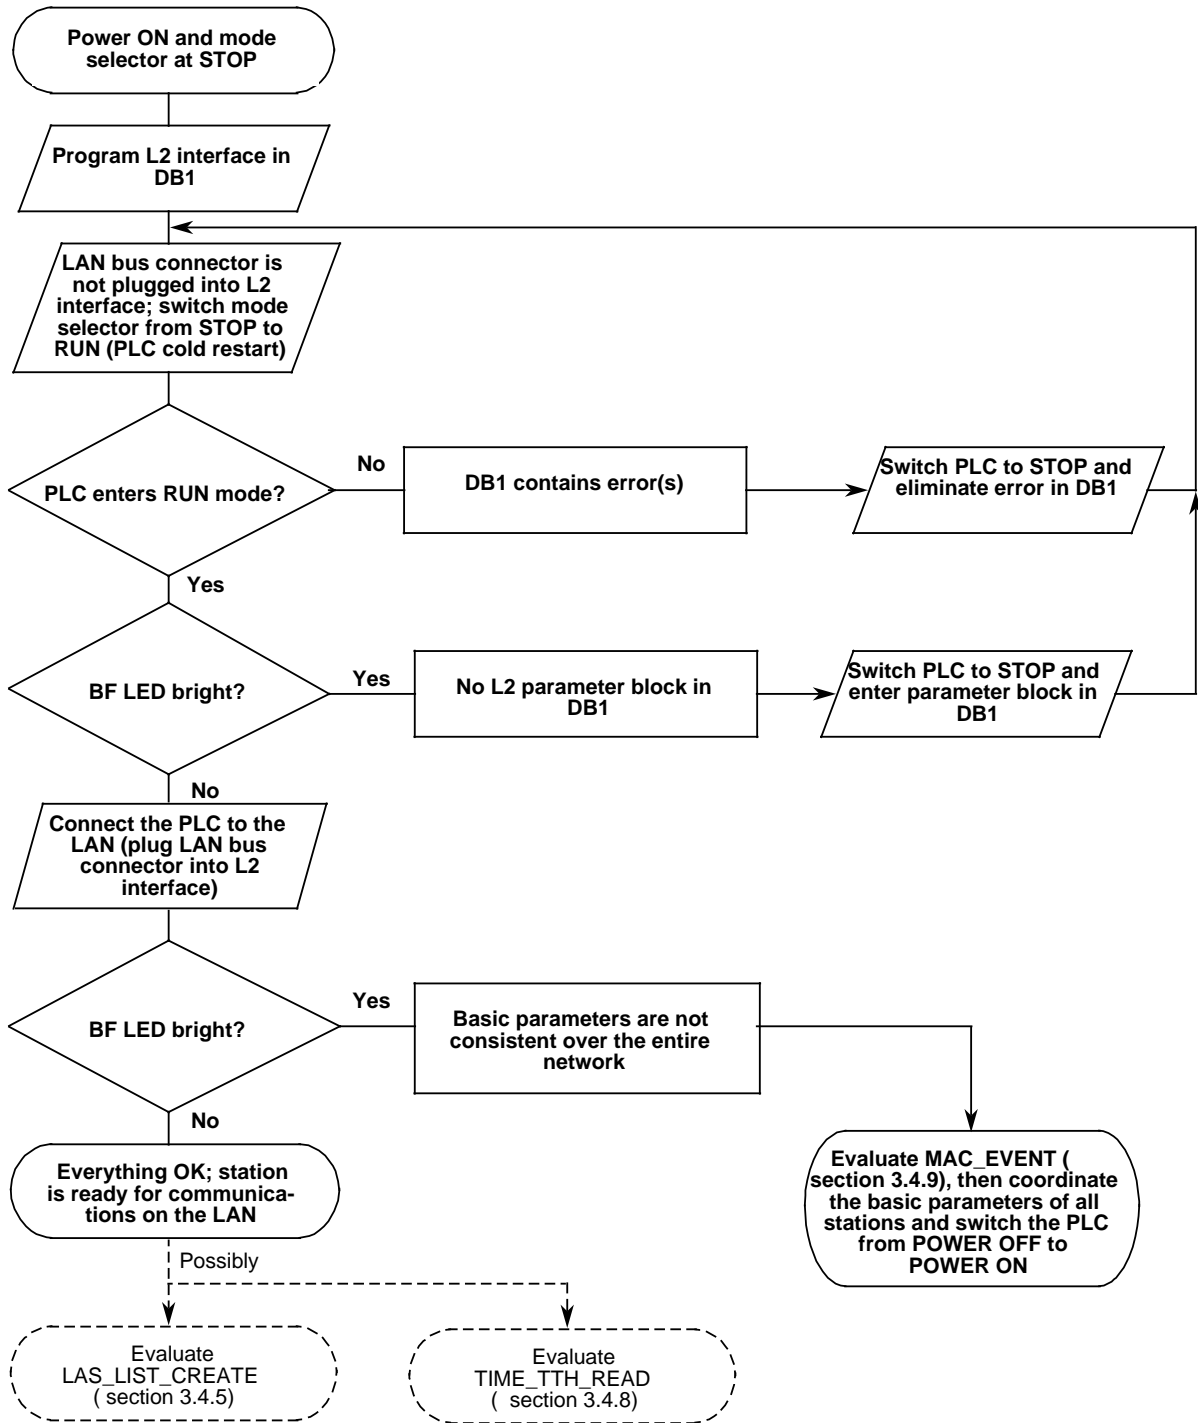 Power ON and mode
selector at STOP
Program L2 interface in
DB1
LAN bus connector is
not plugged into L2
interface; switch mode
selector from STOP to
RUN (PLC cold restart)
PLC enters RUN mode?
No
DB1 contains error(s)
Switch PLC to STOP and
eliminate error in DB1
Yes
BF LED bright?
Yes
No L2 parameter block in
DB1
Switch PLC to STOP and
enter parameter block in
DB1
No
Connect the PLC to the
LAN (plug LAN bus
connector into L2
interface)
BF LED bright?
Yes
Basic parameters are not
consistent over the entire
network
No
Everything OK; station
is ready for communica-
tions on the LAN
Evaluate MAC_EVENT (
section 3.4.9), then coordinate
the basic parameters of all
stations and switch the PLC
from POWER OFF to
POWER ON
Possibly
Evaluate
LAS_LIST_CREATE
( section 3.4.5)
Evaluate
TIME_TTH_READ
( section 3.4.8)